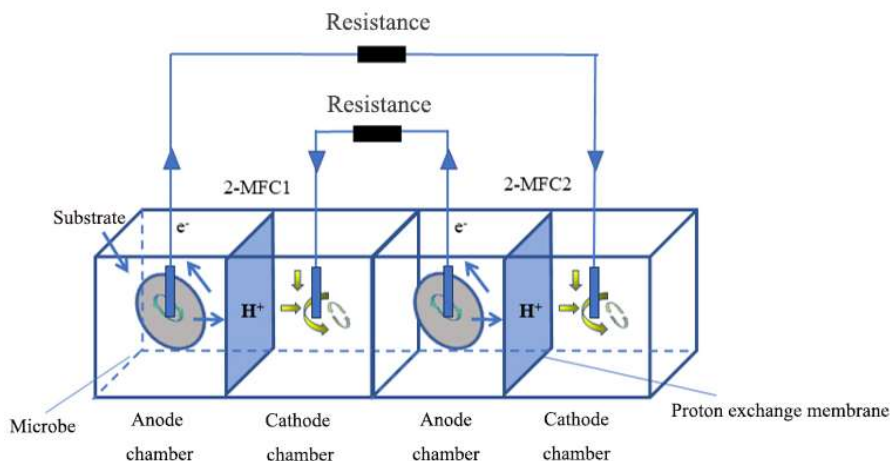 Resistance
Resistance
2-MFC1
2-MFC2
Substrate
e-
e-
H+
H+
Microbe
Anode
chamber
Cathode
chamber
Anode
chamber
Cathode
chamber
Proton exchange membrane